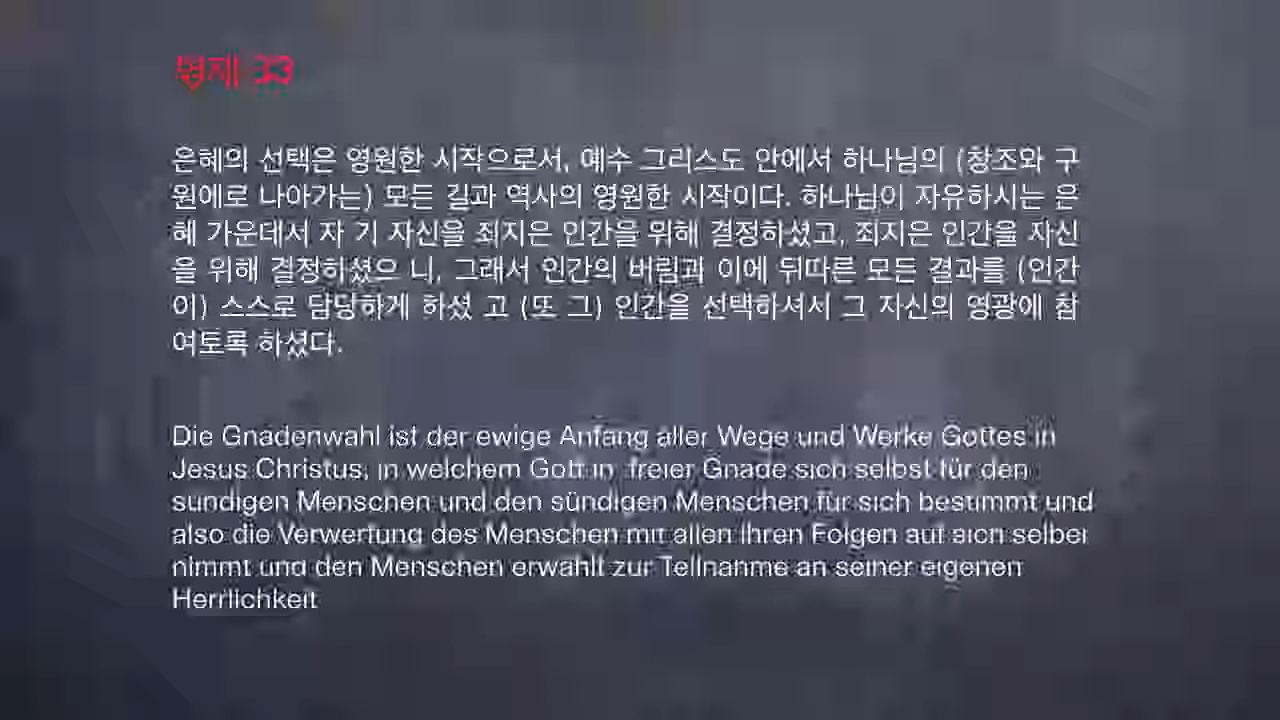 명제 33
은혜의 선택은 영원한 시작으로서, 예수 그리스도 안에서 하나님의 (창조와 구
원에로 나아가는) 모든 길과 역사의 영원한 시작이다. 하나님이 자유하시는 은
혜 가운데서 자 기 자신을 죄지은 인간을 위해 결정하셨고, 죄지은 인간을 자신
을 위해 결정하셨으 니, 그래서 인간의 버림과 이에 뒤따른 모든 결과를 (인간
이) 스스로 담당하게 하셨 고 (또 그) 인간을 선택하셔서 그 자신의 영광에 참
여토록 하셨다.
Die Gnadenwahl ist der ewige Anfang aller Wege und Werke Gottes in
Jesus Christus, in welchem Gott in freier Gnade sich selbst für den
sundigen Menschen und den sündigen Menschen für sich bestimmt und
also die Verwerfung des Menschen mit allen Ihren Folgen auf sich selber
nimmt und den Menschen erwählt zur Teilnahme an seiner eigenen
Herrlichkeit